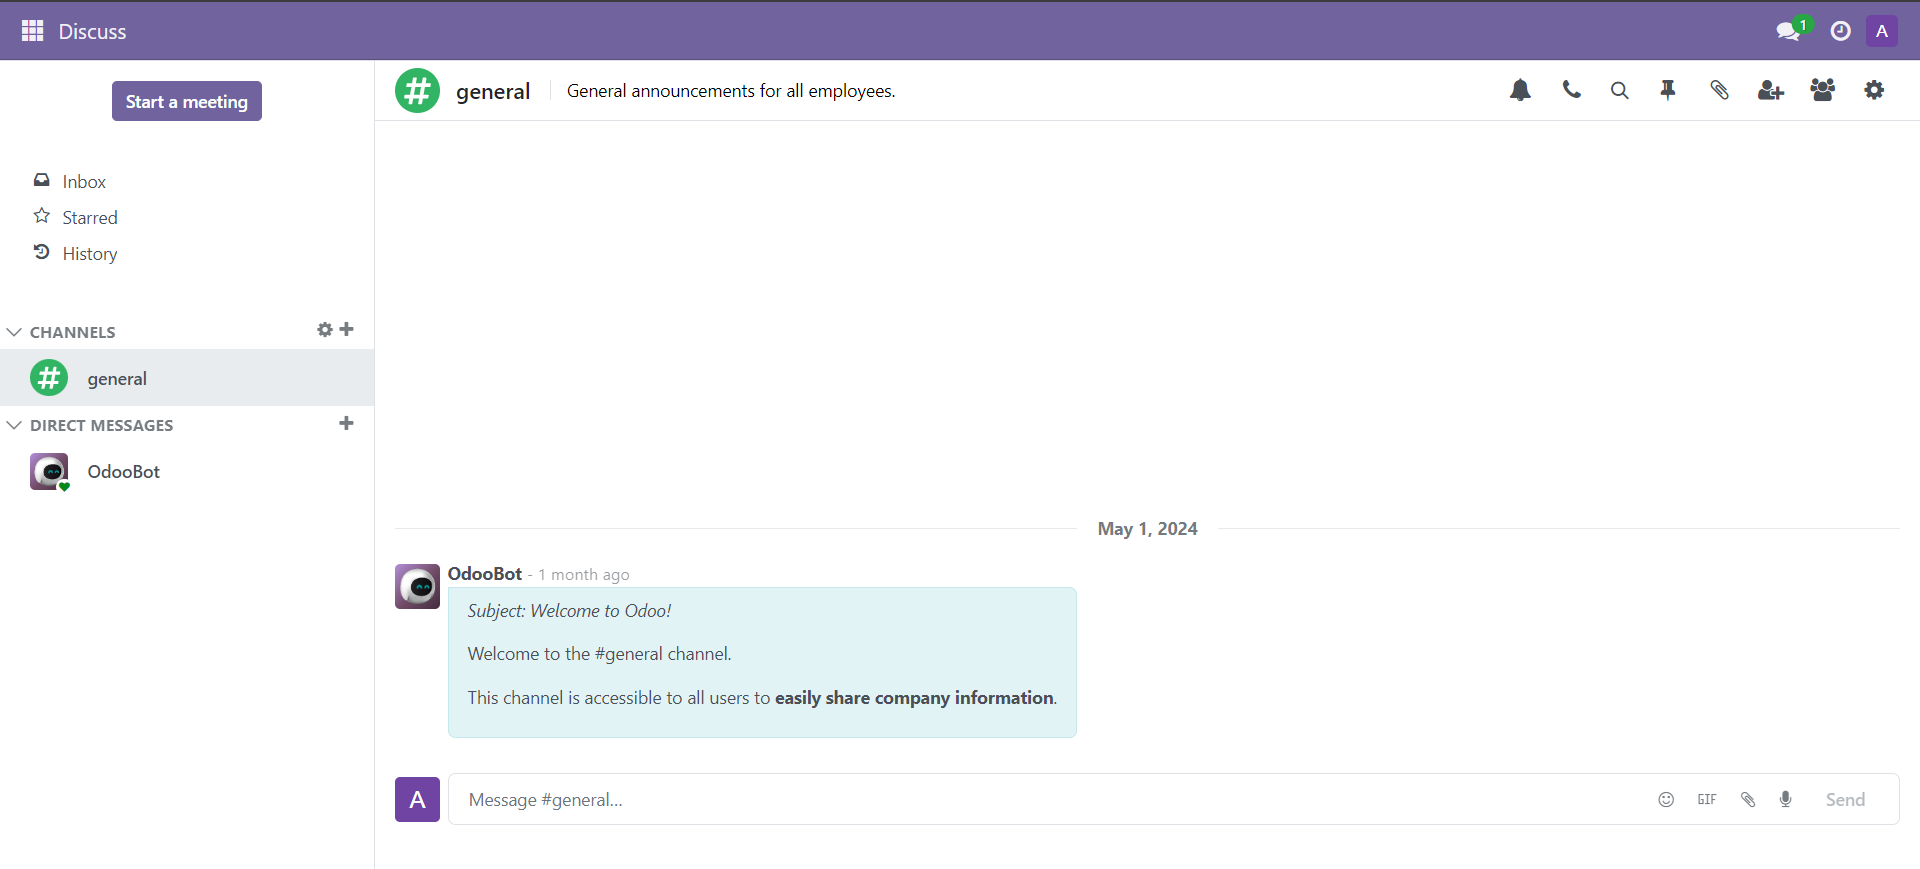 Discuss
1
A
Start a meeting
Inbox
Starred
History
CHANNELS
general
DIRECT MESSAGES
OdooBot
general
General announcements for all employees.
May 1, 2024
OdooBot - 1 month ago
Subject: Welcome to Odoo!
Welcome to the #general channel.
This channel is accessible to all users to easily share company information.
A
Message #general...
GIF
Send